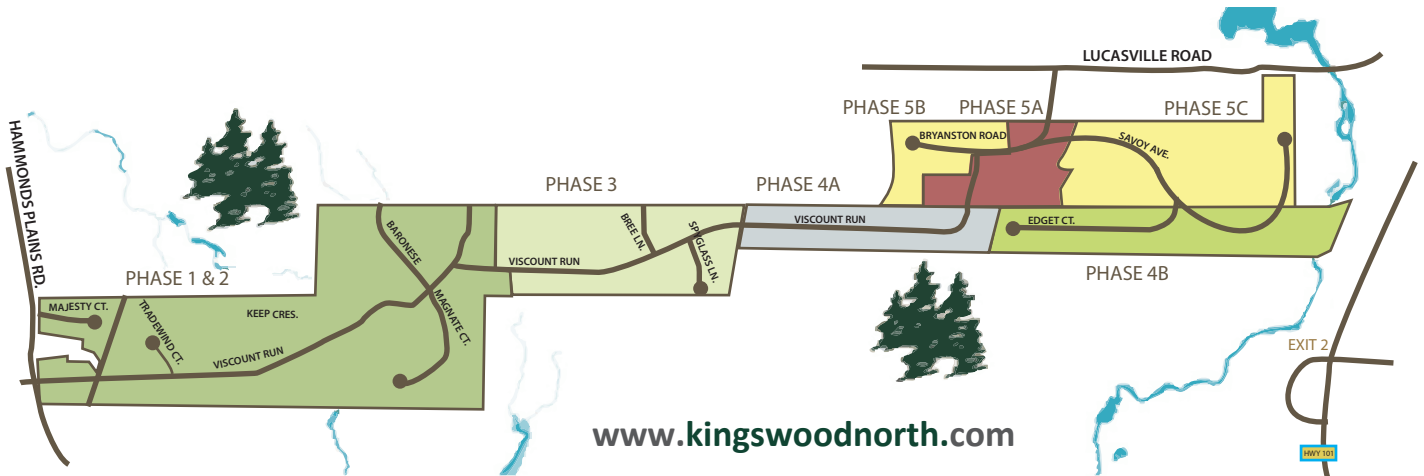 LUCASVILLE ROAD
PHASE 5B
PHASE 5A
PHASE 5C
BRYANSTON ROAD
SAVOY AVE.
HAMMONDS PLAINS RD.
PHASE 3
PHASE 4A
BREE LN.
SPYGLASS LN.
VISCOUNT RUN
EDGET CT.
BARONESE
VISCOUNT RUN
PHASE 4B
PHASE 1 & 2
MAJESTY CT.
TRADEWIND CT.
KEEP CRES.
MAGNATE CT.
VISCOUNT RUN
EXIT 2
www.kingswoodnorth.com
HWY 101